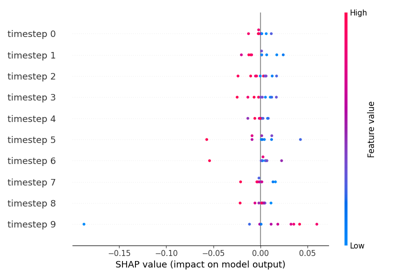 High
timestep 0
timestep 1
timestep 2
timestep 3
timestep 4
timestep 5
timestep 6
timestep 7
timestep 8
timestep 9
Feature value
Low
−0.15 −0.10 −0.05 0.00 0.05
SHAP value (impact on model output)